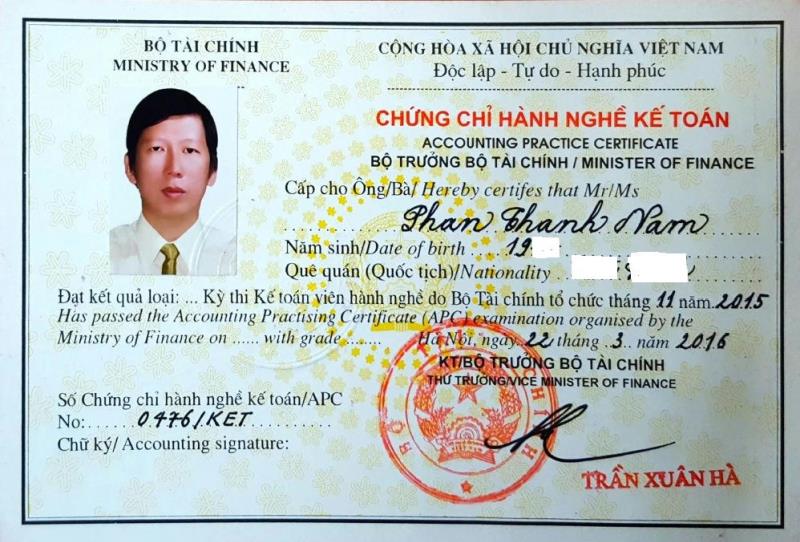 BỘ TÀI CHÍNH
MINISTRY OF FINANCE
CỘNG HÒA XÃ HỘI CHỦ NGHĨA VIỆT NAM
Độc lập - Tự do - Hạnh phúc
CHỨNG CHỈ HÀNH NGHỀ KẾ TOÁN
ACCOUNTING PRACTICE CERTIFICATE
BỘ TRƯỞNG BỘ TÀI CHÍNH / MINISTER OF FINANCE
Cấp cho Ông/Bà/ Hereby certifes that Mr/Ms
Phan Thanh Nam
Năm sinh/Date of birth .... 19
Quê quán (Quốc tịch)/Nationality
Đạt kết quả loại: ... Kỳ thi Kế toán viên hành nghề do Bộ Tài chính tổ chức tháng 11 năm. 2015
Has passed the Accounting Practising Certificate (APC) examination organised by the
Ministry of Finance on ...... with grade ........ Hà Nội, ngày 22 tháng .3. năm 2016
KT/BỘ TRƯỞNG BỘ TÀI CHÍNH
THỨ TRƯỞNG/VICE MINISTER OF FINANCE
Số Chứng chỉ hành nghề kế toán/APC
No: ...... 0476/KET ............
Chữ ký/ Accounting signature:
TRẦN XUÂN HÀ